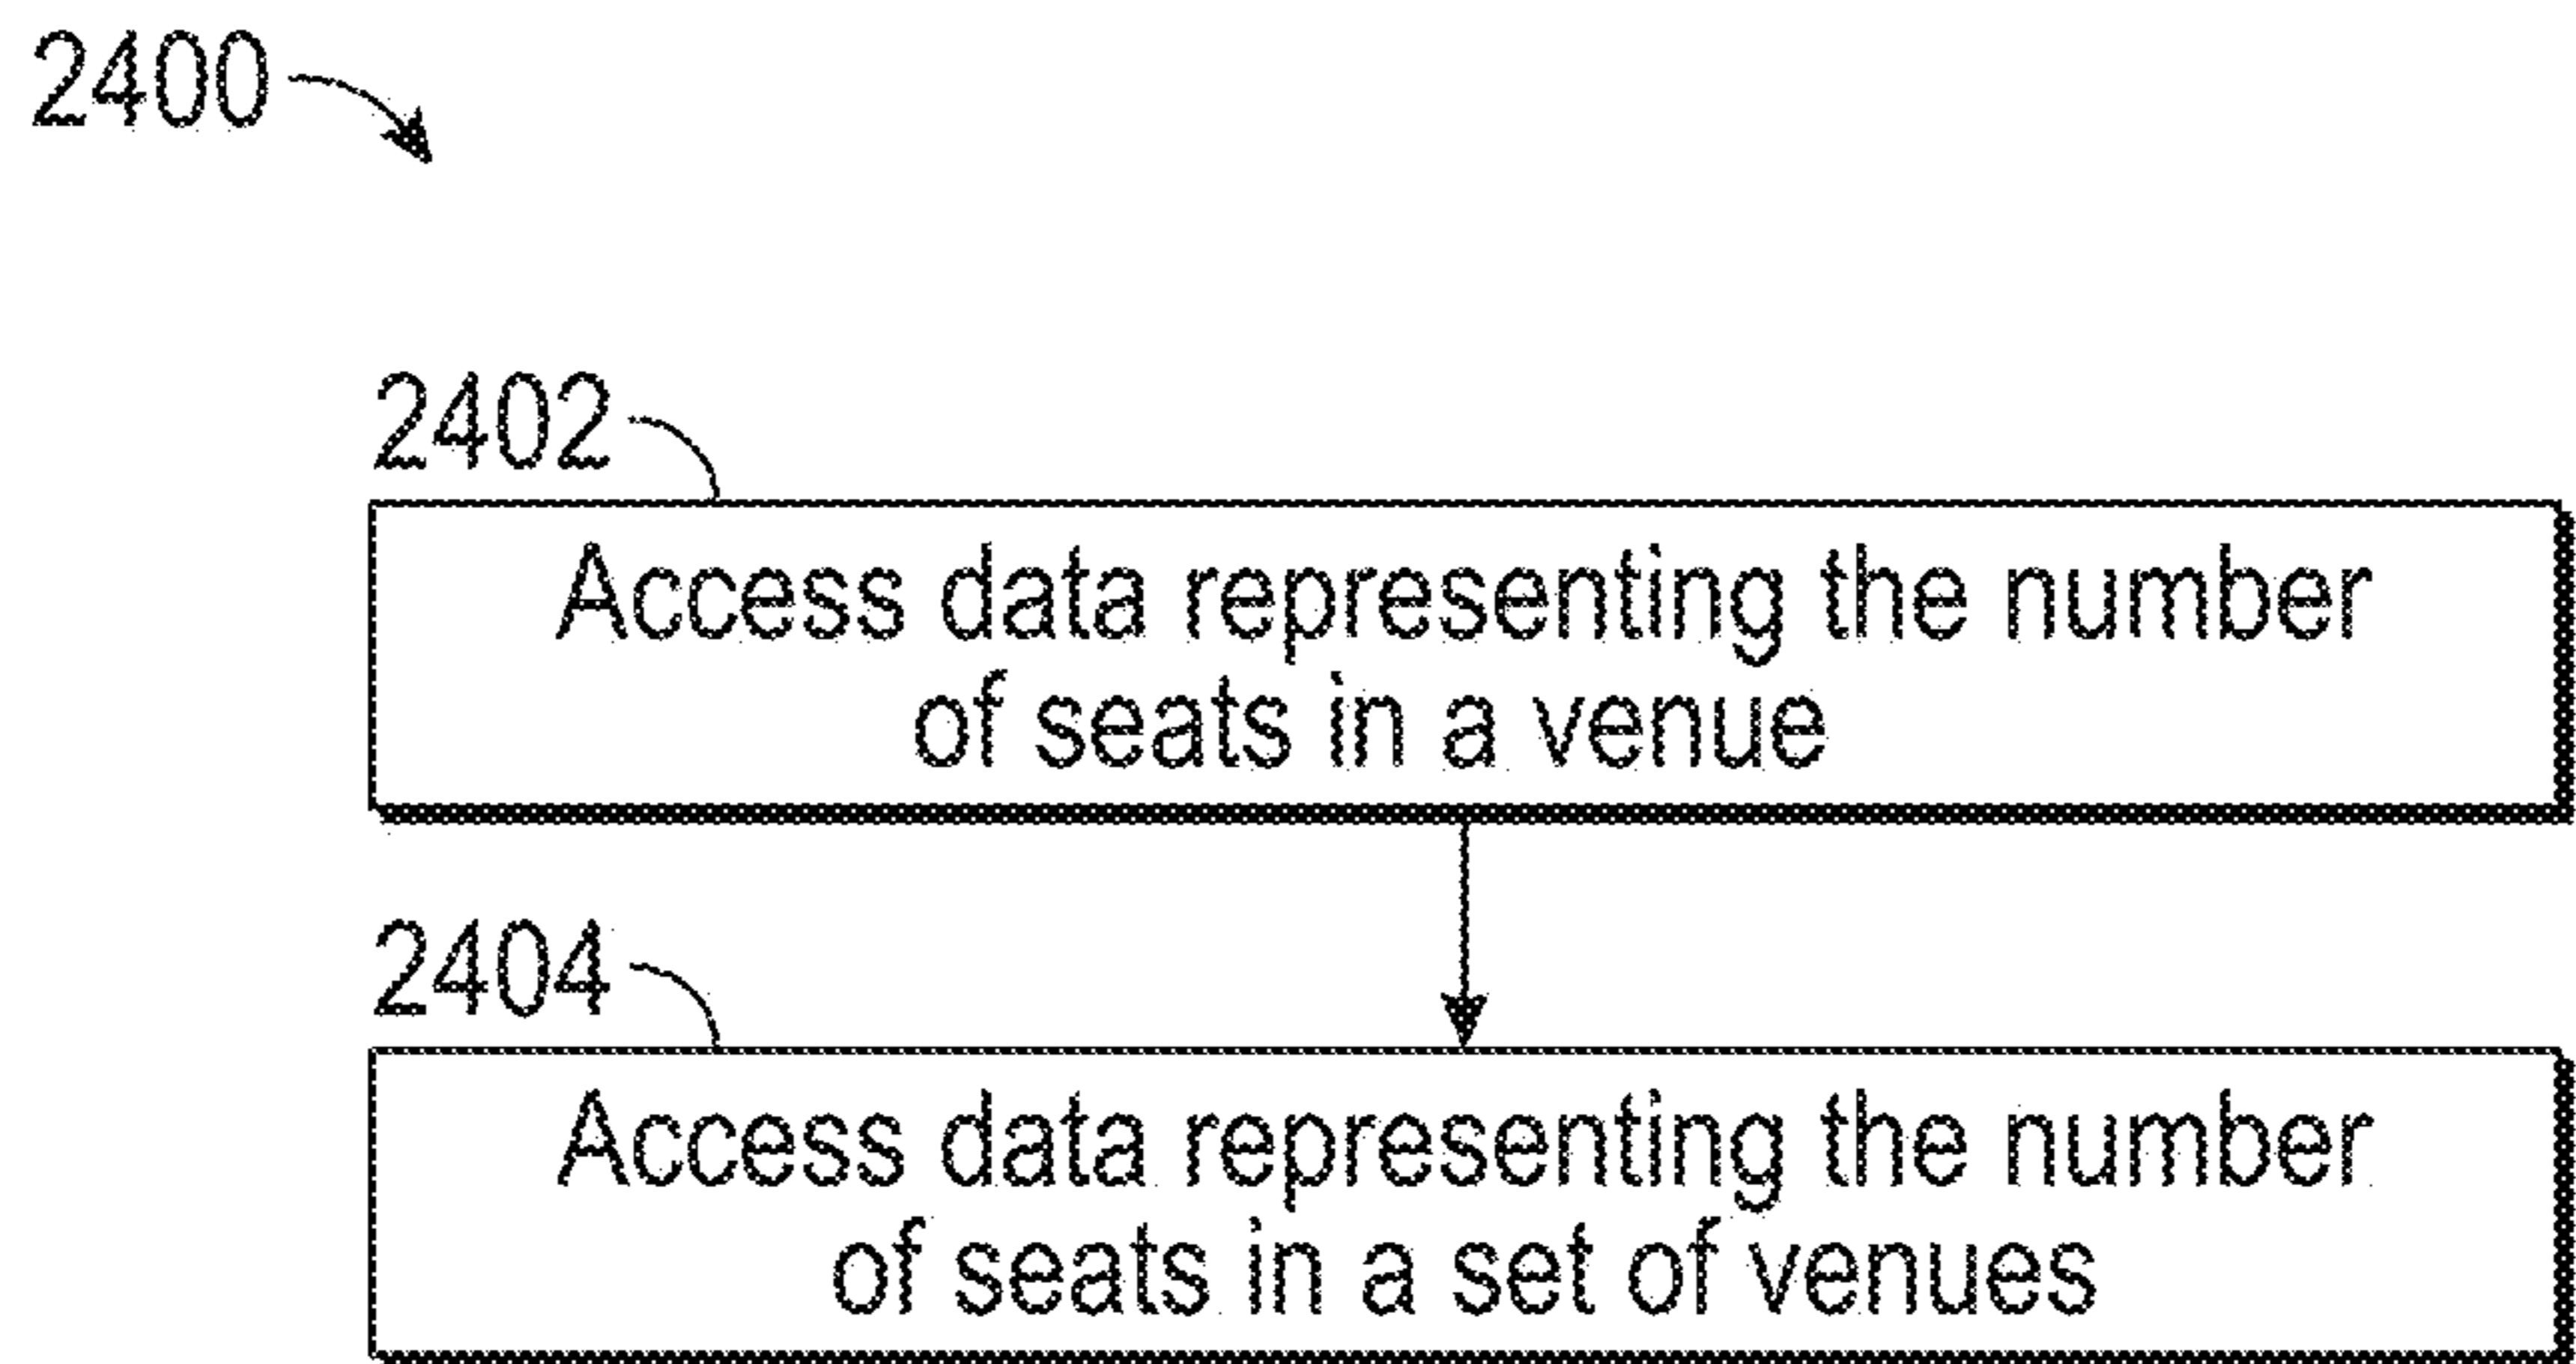 2400
2402
Access data representing the number
of seats in a venue
2404
Access data representing the number
of seats in a set of venues